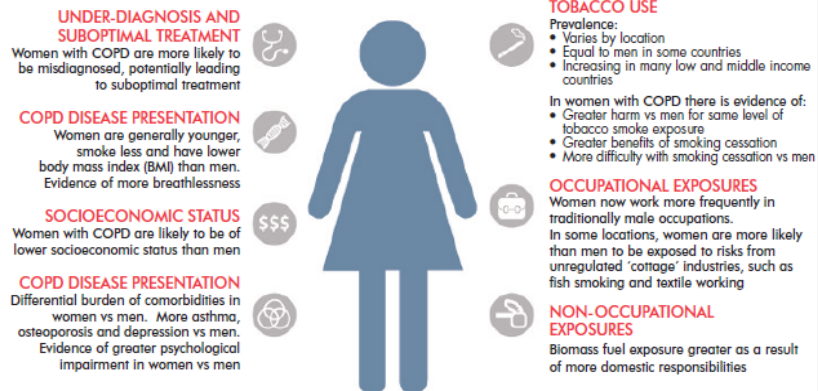 UNDER-DIAGNOSIS AND
SUBOPTIMAL TREATMENT
Women with COPD are more likely to
be misdiagnosed, potentially leading
to suboptimal treatment
COPD DISEASE PRESENTATION
Women are generally younger,
smoke less and have lower
body mass index (BMI) than men.
Evidence of more breathlessness
SOCIOECONOMIC STATUS
Women with COPD are likely to be of
lower socioeconomic status than men
$$$
COPD DISEASE PRESENTATION
Differential burden of comorbidities in
women vs men. More asthma,
osteoporosis and depression vs men.
Evidence of greater psychological
impairment in women vs men
TOBACCO USE
Prevalence:
• Varies by location
• Equal to men in some countries
• Increasing in many low and middle income
countries
In women with COPD there is evidence of:
• Greater harm vs men for same level of
tobacco smoke exposure
• Greater benefits of smoking cessation
• More difficulty with smoking cessation vs men
OCCUPATIONAL EXPOSURES
Women now work more frequently in
traditionally male occupations.
In some locations, women are more likely
than men to be exposed to risks from
unregulated ‘cottage’ industries, such as
fish smoking and textile working
NON-OCCUPATIONAL
EXPOSURES
Biomass fuel exposure greater as a result
of more domestic responsibilities